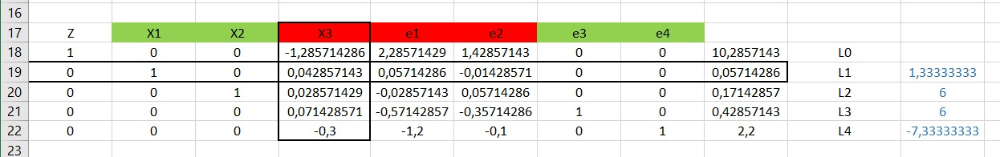 16
17 Z X1 X2 X3 e1 e2 e3 e4
18 1 0 0 -1,285714286 2,28571429 1,42857143 0 0 10,2857143 L0
19 0 1 0 0,042857143 0,05714286 -0,01428571 0 0 0,05714286 L1 1,33333333
20 0 0 1 0,028571429 -0,02857143 0,05714286 0 0 0,17142857 L2 6
21 0 0 0 0,071428571 -0,57142857 -0,35714286 1 0 0,42857143 L3 6
22 0 0 0 -0,3 -1,2 -0,1 0 1 2,2 L4 -7,33333333
23